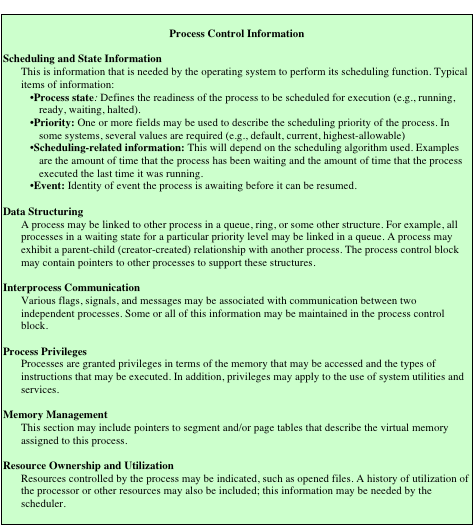 Process Control Information
Scheduling and State Information
This is information that is needed by the operating system to perform its scheduling function. Typical
items of information:
•Process state: Defines the readiness of the process to be scheduled for execution (e.g., running,
ready, waiting, halted).
•Priority: One or more fields may be used to describe the scheduling priority of the process. In
some systems, several values are required (e.g., default, current, highest-allowable)
•Scheduling-related information: This will depend on the scheduling algorithm used. Examples
are the amount of time that the process has been waiting and the amount of time that the process
executed the last time it was running.
•Event: Identity of event the process is awaiting before it can be resumed.
Data Structuring
A process may be linked to other process in a queue, ring, or some other structure. For example, all
processes in a waiting state for a particular priority level may be linked in a queue. A process may
exhibit a parent-child (creator-created) relationship with another process. The process control block
may contain pointers to other processes to support these structures.
Interprocess Communication
Various flags, signals, and messages may be associated with communication between two
independent processes. Some or all of this information may be maintained in the process control
block.
Process Privileges
Processes are granted privileges in terms of the memory that may be accessed and the types of
instructions that may be executed. In addition, privileges may apply to the use of system utilities and
services.
Memory Management
This section may include pointers to segment and/or page tables that describe the virtual memory
assigned to this process.
Resource Ownership and Utilization
Resources controlled by the process may be indicated, such as opened files. A history of utilization of
the processor or other resources may also be included; this information may be needed by the
scheduler.